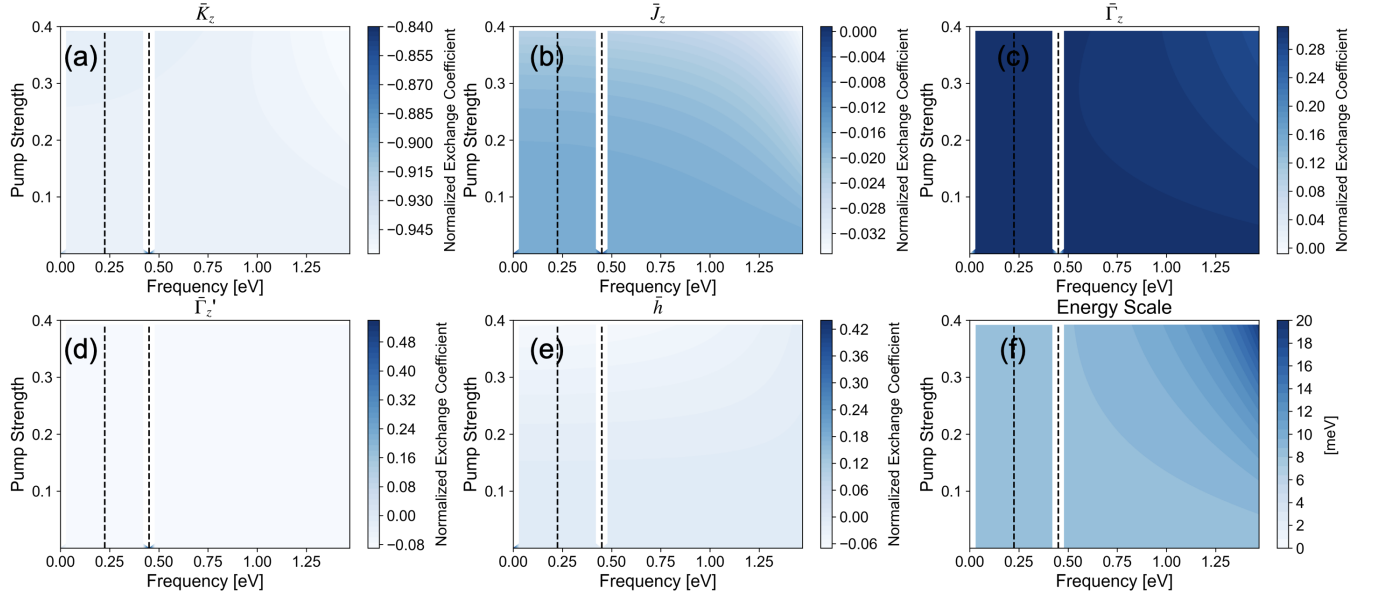 K̄z
(a)
0.4
0.3
0.2
0.1
Pump Strength
0.00 0.25 0.50 0.75 1.00 1.25
Frequency [eV]
−0.840
−0.855
−0.870
−0.885
−0.900
−0.915
−0.930
−0.945
Normalized Exchange Coefficient
J̄z
(b)
0.4
0.3
0.2
0.1
Pump Strength
0.00 0.25 0.50 0.75 1.00 1.25
Frequency [eV]
0.000
−0.004
−0.008
−0.012
−0.016
−0.020
−0.024
−0.028
−0.032
Normalized Exchange Coefficient
Γ̄z
(c)
0.4
0.3
0.2
0.1
Pump Strength
0.00 0.25 0.50 0.75 1.00 1.25
Frequency [eV]
0.28
0.24
0.20
0.16
0.12
0.08
0.04
0.00
Normalized Exchange Coefficient
Γ̄z'
(d)
0.4
0.3
0.2
0.1
Pump Strength
0.00 0.25 0.50 0.75 1.00 1.25
Frequency [eV]
0.48
0.40
0.32
0.24
0.16
0.08
0.00
−0.08
Normalized Exchange Coefficient
h̄
(e)
0.4
0.3
0.2
0.1
Pump Strength
0.00 0.25 0.50 0.75 1.00 1.25
Frequency [eV]
0.42
0.36
0.30
0.24
0.18
0.12
0.06
0.00
−0.06
Normalized Exchange Coefficient
Energy Scale
(f)
0.4
0.3
0.2
0.1
Pump Strength
0.00 0.25 0.50 0.75 1.00 1.25
Frequency [eV]
20
18
16
14
12
10
8
6
4
2
0
[meV]